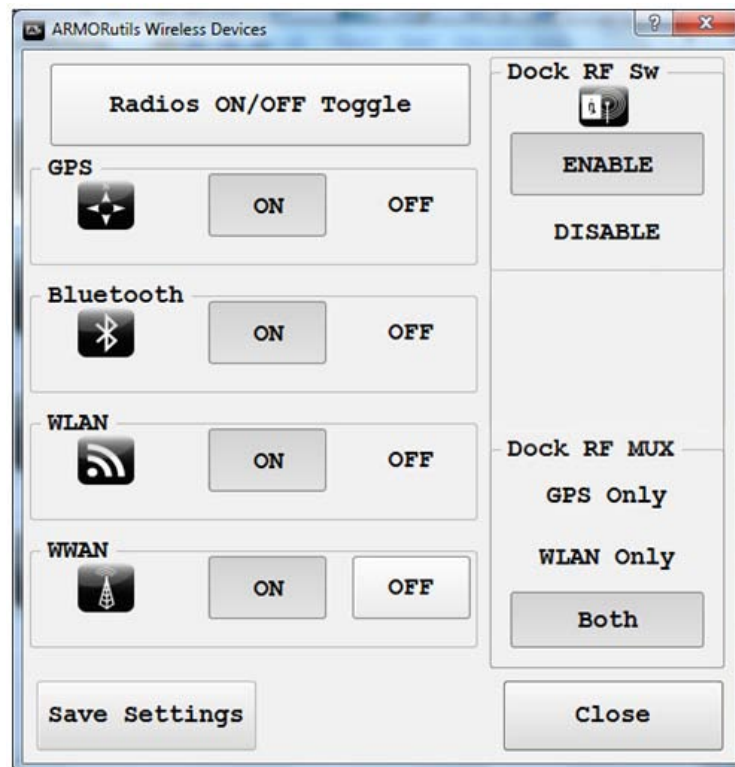 ARMORutils Wireless Devices
Radios ON/OFF Toggle
GPS
ON OFF
Bluetooth
ON OFF
WLAN
ON OFF
WWAN
ON OFF
Save Settings
Dock RF Sw
ENABLE
DISABLE
Dock RF MUX
GPS Only
WLAN Only
Both
Close